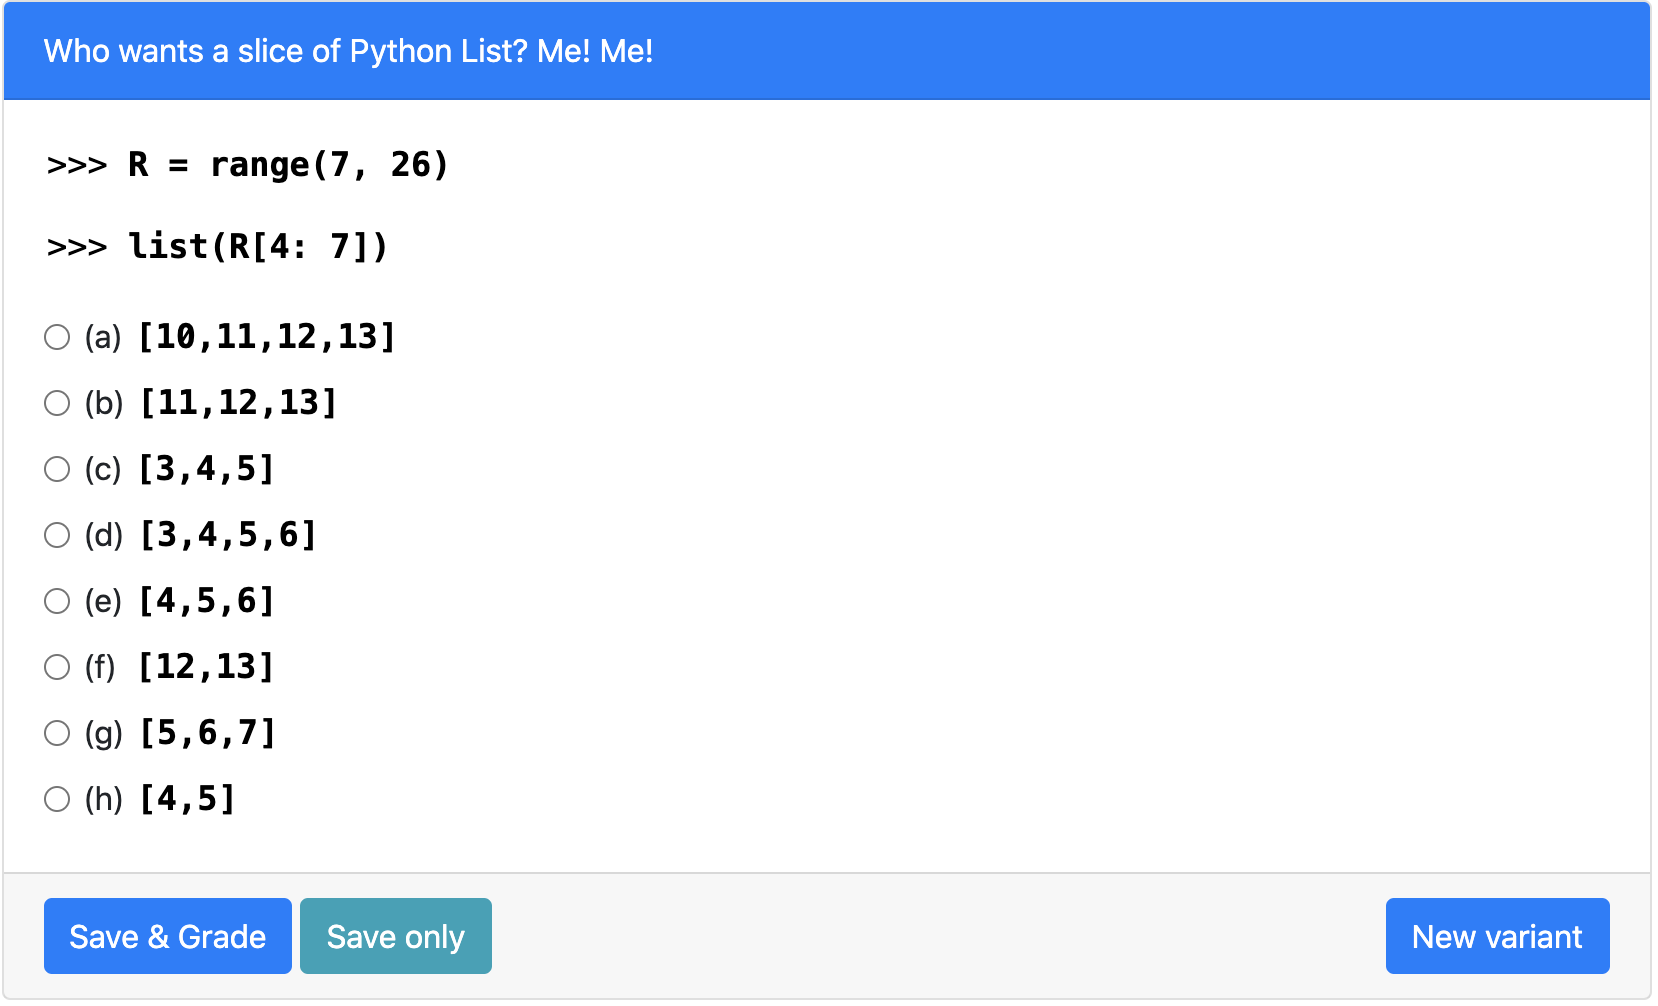 Who wants a slice of Python List? Me! Me!
>>> R = range(7, 26)
>>> list(R[4: 7])
(a) [10,11,12,13]
(b) [11,12,13]
(c) [3,4,5]
(d) [3,4,5,6]
(e) [4,5,6]
(f) [12,13]
(g) [5,6,7]
(h) [4,5]
Save & Grade Save only New variant